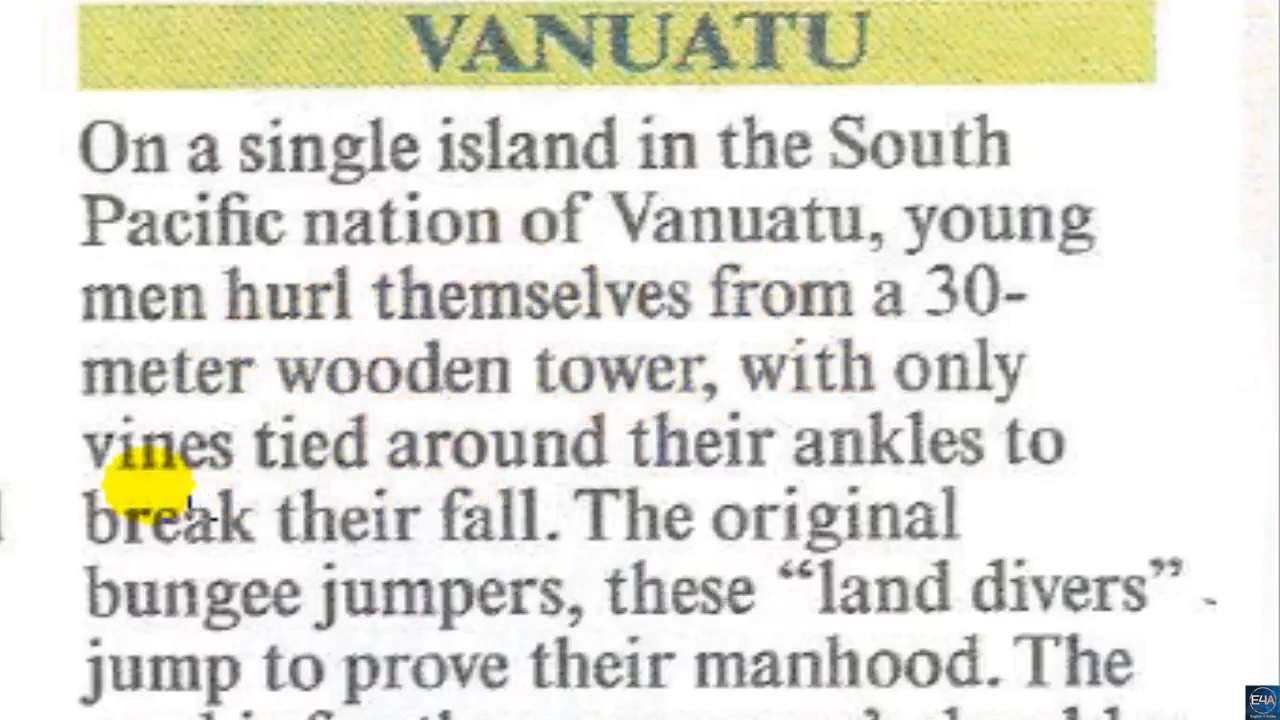 VANUATU
On a single island in the South
Pacific nation of Vanuatu, young
men hurl themselves from a 30-
meter wooden tower, with only
vines tied around their ankles to
break their fall. The original
bungee jumpers, these “land divers”
jump to prove their manhood. The
E4A